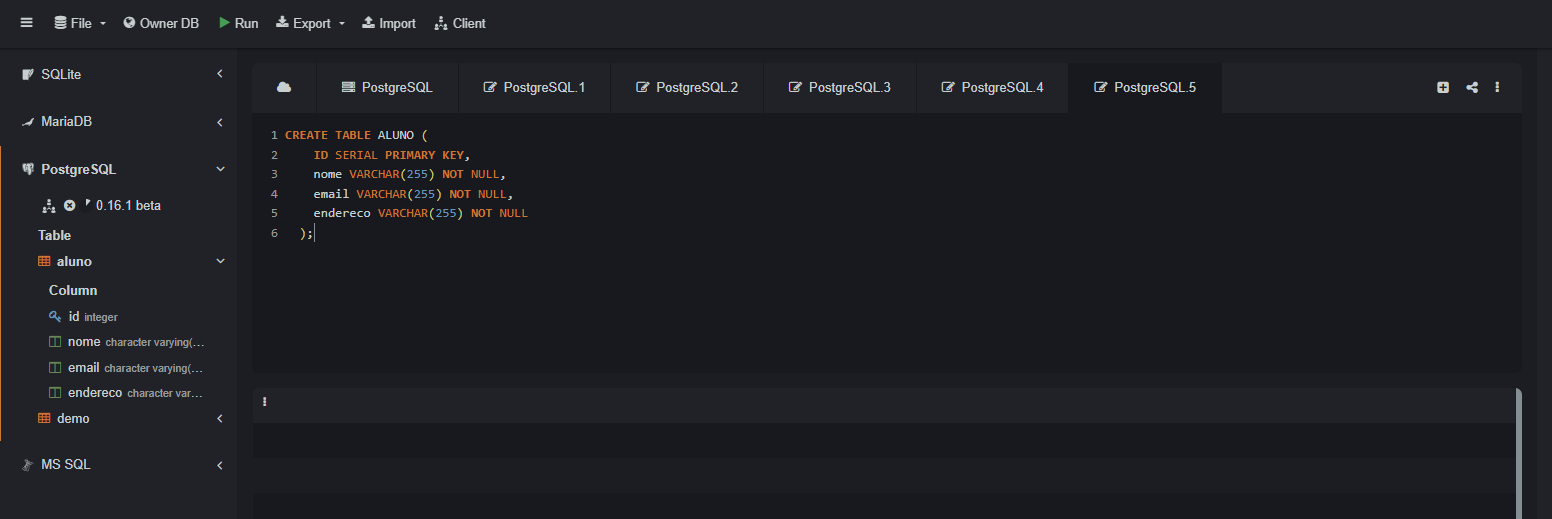 File Owner DB Run Export Import Client
SQLite
MariaDB
PostgreSQL
0.16.1 beta
Table
aluno
Column
id integer
nome character varying(...
email character varying(...
endereco character var...
demo
MS SQL
PostgreSQL PostgreSQL.1 PostgreSQL.2 PostgreSQL.3 PostgreSQL.4 PostgreSQL.5
1 CREATE TABLE ALUNO (
2 ID SERIAL PRIMARY KEY,
3 nome VARCHAR(255) NOT NULL,
4 email VARCHAR(255) NOT NULL,
5 endereco VARCHAR(255) NOT NULL
6 );